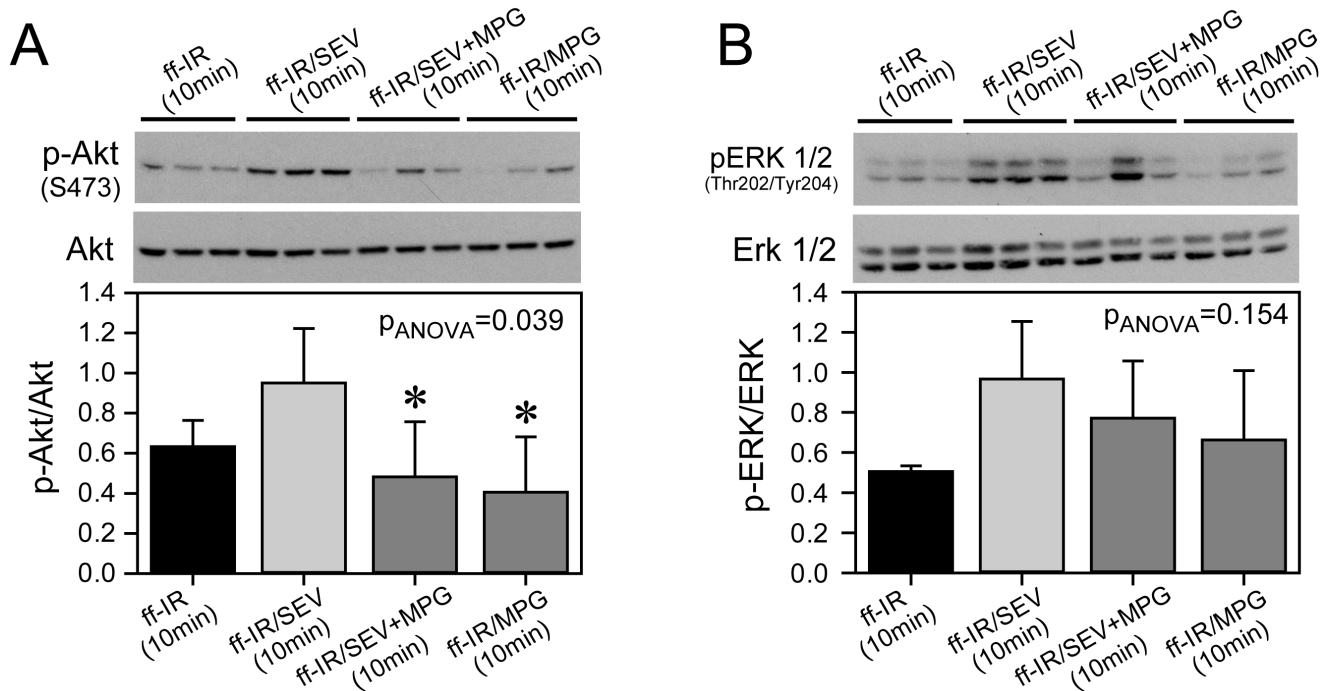 A
ff-IR
(10min)
ff-IR/SEV
(10min)
ff-IR/SEV+MPG
(10min)
ff-IR/MPG
(10min)
p-Akt
(S473)
Akt
1.4
1.2
1.0
0.8
0.6
0.4
0.2
0.0
p-Akt/Akt
pANOVA=0.039
*
*
ff-IR
(10min)
ff-IR/SEV
(10min)
ff-IR/SEV+MPG
(10min)
ff-IR/MPG
(10min)
B
ff-IR
(10min)
ff-IR/SEV
(10min)
ff-IR/SEV+MPG
(10min)
ff-IR/MPG
(10min)
pERK 1/2
(Thr202/Tyr204)
Erk 1/2
1.4
1.2
1.0
0.8
0.6
0.4
0.2
0.0
p-ERK/ERK
pANOVA=0.154
ff-IR
(10min)
ff-IR/SEV
(10min)
ff-IR/SEV+MPG
(10min)
ff-IR/MPG
(10min)